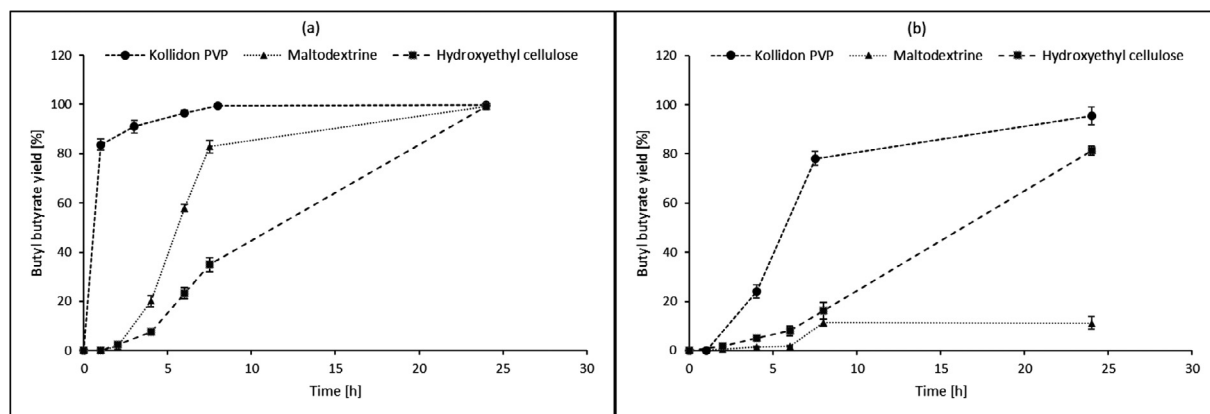 (a)
Kollidon PVP Maltodextrine Hydroxyethyl cellulose
Butyl butyrate yield [%]
120
100
80
60
40
20
0
0 5 10 15 20 25 30
Time [h]
(b)
Kollidon PVP Maltodextrine Hydroxyethyl cellulose
Butyl butyrate yield [%]
120
100
80
60
40
20
0
0 5 10 15 20 25 30
Time [h]